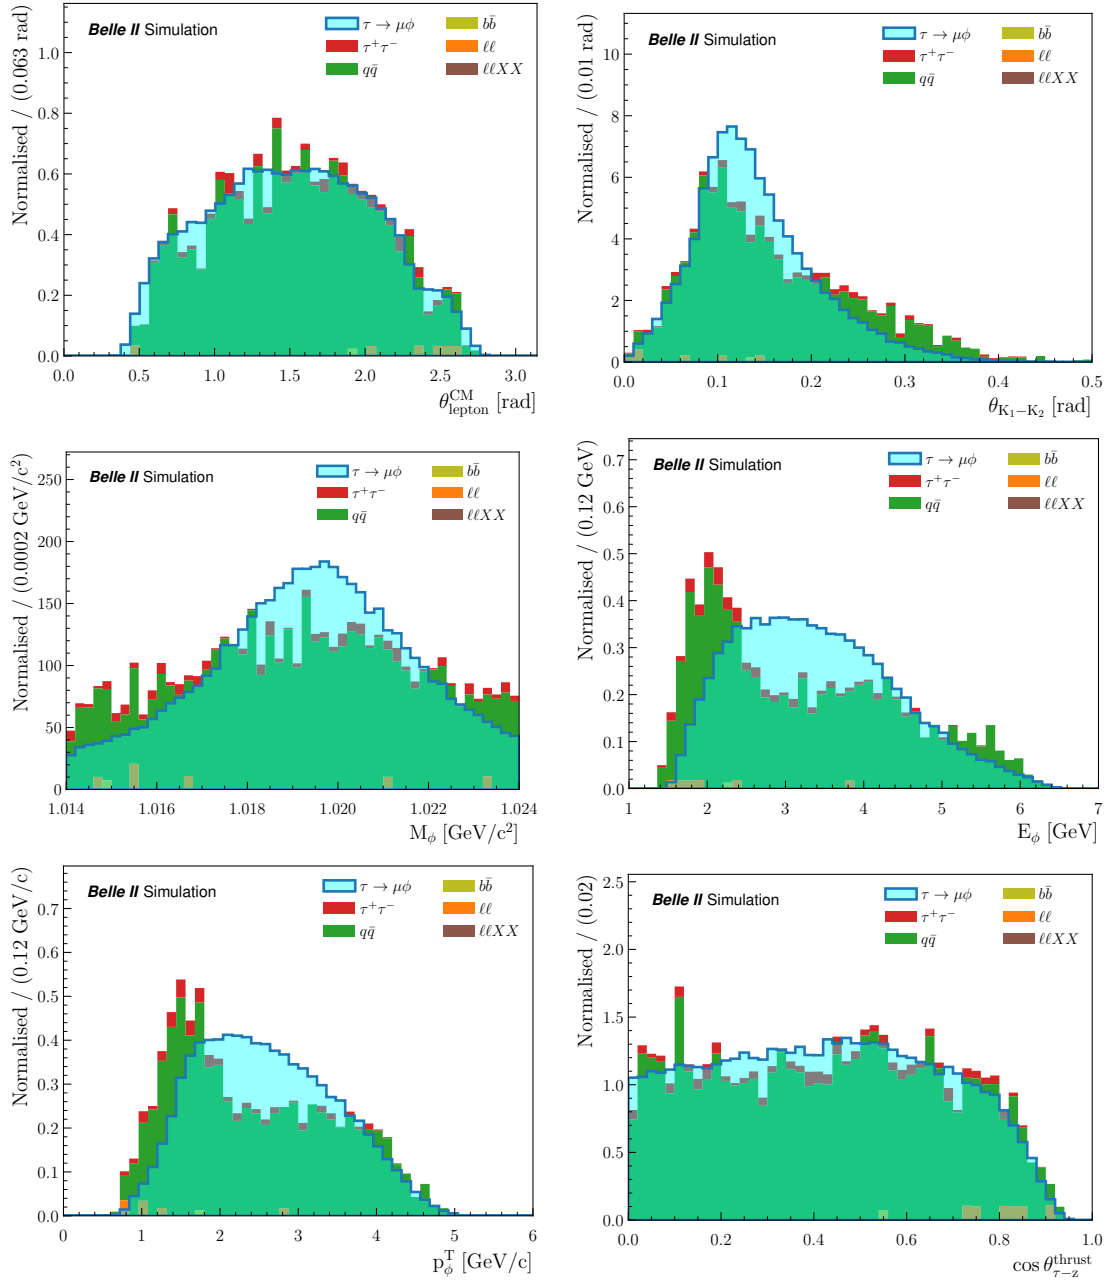 Normalised / (0.063 rad)
Belle II Simulation
τ → μϕ
τ⁺τ⁻
qq̄
bb̄
ℓℓ
ℓℓXX
1.0
0.8
0.6
0.4
0.2
0.0
0.0 0.5 1.0 1.5 2.0 2.5 3.0
θ^CM_lepton [rad]
Normalised / (0.01 rad)
Belle II Simulation
τ → μϕ
τ⁺τ⁻
qq̄
bb̄
ℓℓ
ℓℓXX
10
8
6
4
2
0
0.0 0.1 0.2 0.3 0.4 0.5
θ_K₁−K₂ [rad]
Normalised / (0.0002 GeV/c²)
Belle II Simulation
τ → μϕ
τ⁺τ⁻
qq̄
bb̄
ℓℓ
ℓℓXX
250
200
150
100
50
0
1.014 1.016 1.018 1.020 1.022 1.024
M_ϕ [GeV/c²]
Normalised / (0.12 GeV)
Belle II Simulation
τ → μϕ
τ⁺τ⁻
qq̄
bb̄
ℓℓ
ℓℓXX
0.7
0.6
0.5
0.4
0.3
0.2
0.1
0.0
1 2 3 4 5 6 7
E_ϕ [GeV]
Normalised / (0.12 GeV/c)
Belle II Simulation
τ → μϕ
τ⁺τ⁻
qq̄
bb̄
ℓℓ
ℓℓXX
0.7
0.6
0.5
0.4
0.3
0.2
0.1
0.0
0 1 2 3 4 5 6
p^T_ϕ [GeV/c]
Normalised / (0.02)
Belle II Simulation
τ → μϕ
τ⁺τ⁻
qq̄
bb̄
ℓℓ
ℓℓXX
2.5
2.0
1.5
1.0
0.5
0.0
0.0 0.2 0.4 0.6 0.8 1.0
cos θ^thrust_τ−z